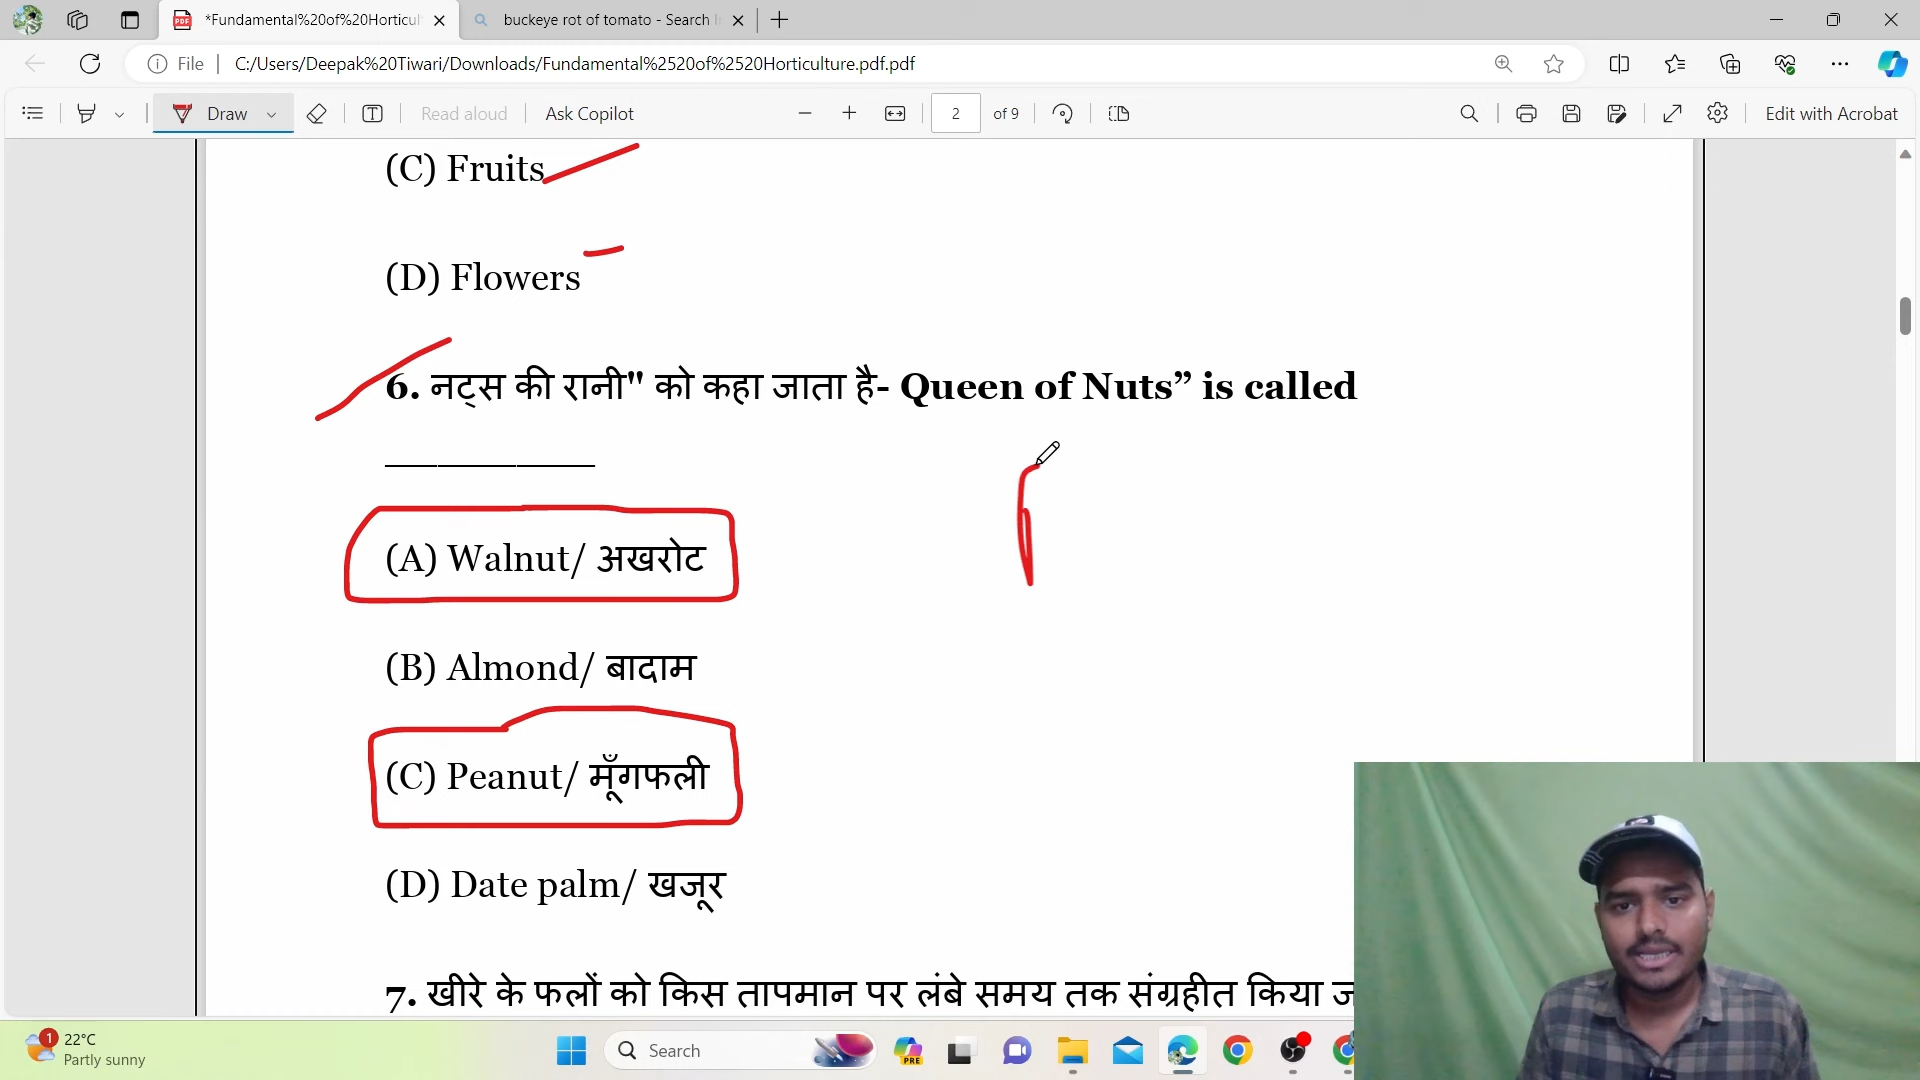 *Fundamental%20of%20Horticul
buckeye rot of tomato - Search I
File
C:/Users/Deepak%20Tiwari/Downloads/Fundamental%2520of%2520Horticulture.pdf.pdf
Draw
Read aloud
Ask Copilot
2 of 9
Edit with Acrobat
(C) Fruits
(D) Flowers
6. नट्स की रानी" को कहा जाता है- Queen of Nuts” is called
____________
(A) Walnut/ अखरोट
(B) Almond/ बादाम
(C) Peanut/ मूँगफली
(D) Date palm/ खजूर
7. खीरे के फलों को किस तापमान पर लंबे समय तक संग्रहीत किया ज
1
22°C
Partly sunny
Search
PRE